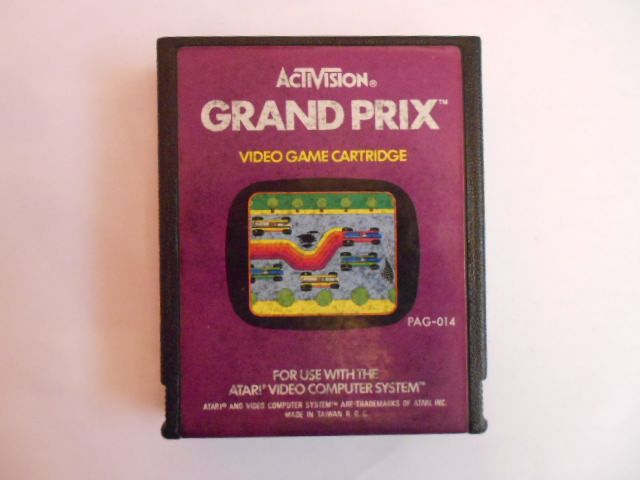 ACTIVISION®
GRAND PRIX™
VIDEO GAME CARTRIDGE
PAG-014
FOR USE WITH THE
ATARI® VIDEO COMPUTER SYSTEM™
ATARI® AND VIDEO COMPUTER SYSTEM™ ARE TRADEMARKS OF ATARI, INC.
MADE IN TAIWAN R.O.C.